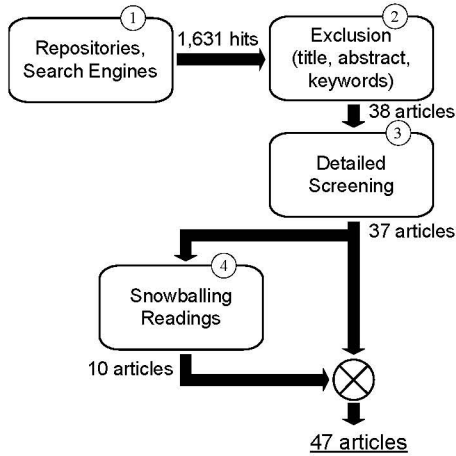 1
Repositories,
Search Engines
1,631 hits
2
Exclusion
(title, abstract,
keywords)
38 articles
3
Detailed
Screening
37 articles
4
Snowballing
Readings
10 articles
47 articles